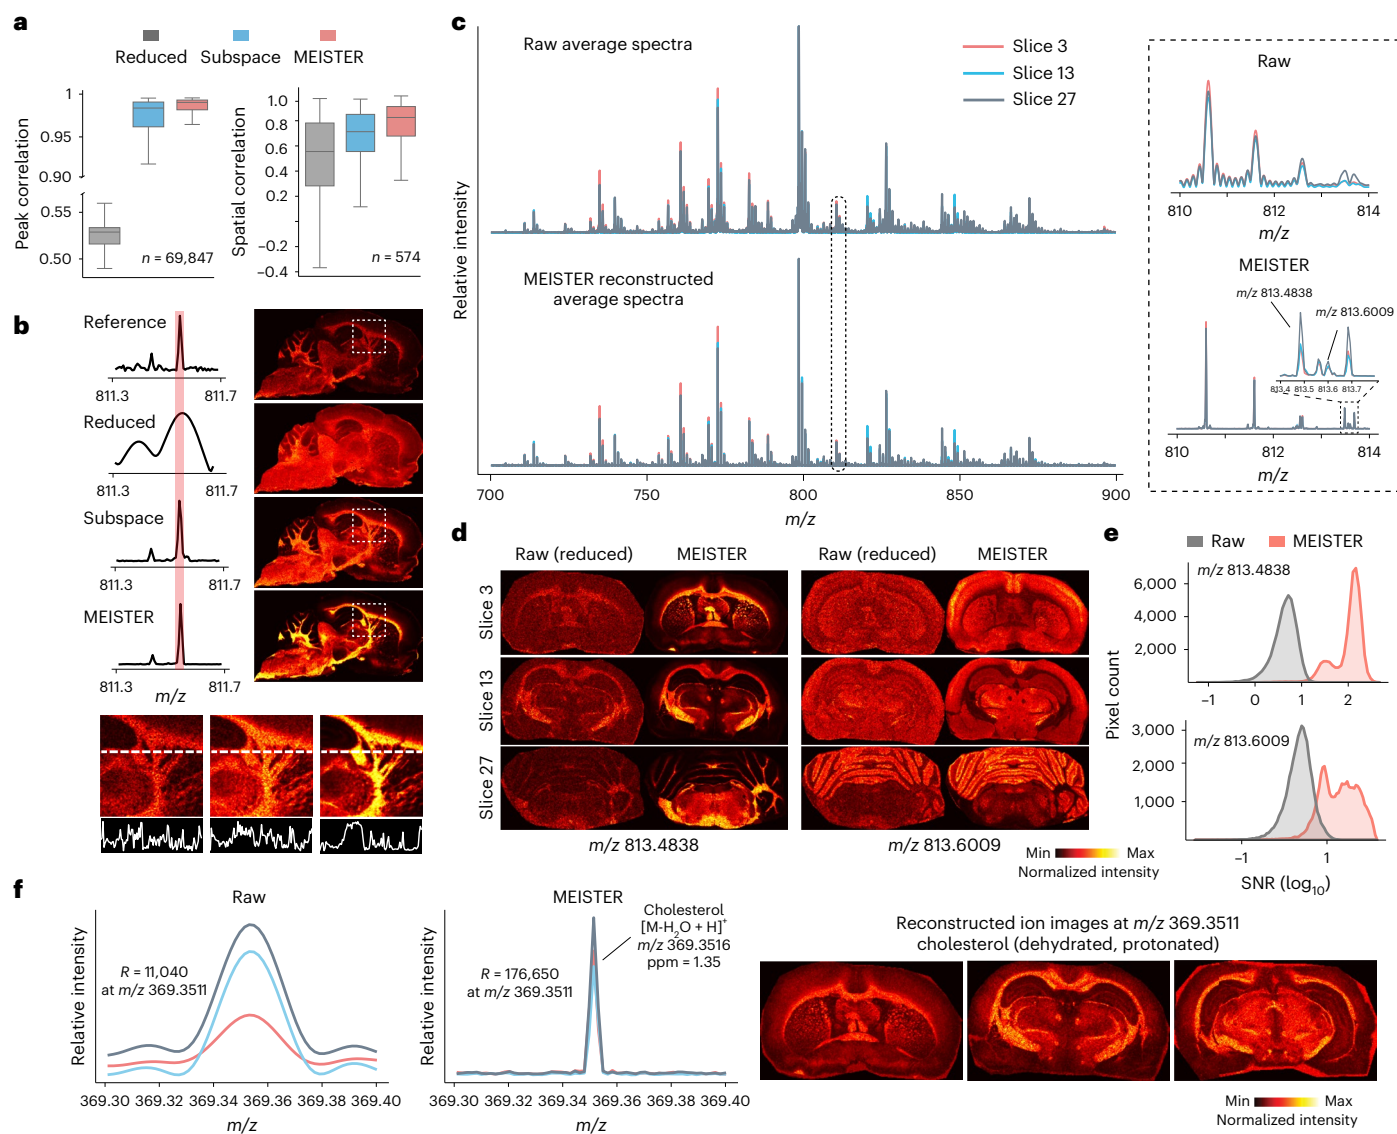 a
Reduced Subspace MEISTER
Peak correlation
1
0.95
0.90
0.55
0.50
n = 69,847
Spatial correlation
1.0
0.8
0.6
0.4
0.2
−0.2
−0.4
n = 574
b
Reference
811.3 811.7
Reduced
811.3 811.7
Subspace
811.3 811.7
MEISTER
811.3 811.7
m/z
c
Raw average spectra
Slice 3
Slice 13
Slice 27
Relative intensity
MEISTER reconstructed
average spectra
700 750 800 850 900
m/z
Raw
810 812 814
m/z
MEISTER
m/z 813.4838
m/z 813.6009
813.4 813.5 813.6 813.7
810 812 814
m/z
d
Raw (reduced) MEISTER Raw (reduced) MEISTER
Slice 3
Slice 13
Slice 27
m/z 813.4838 m/z 813.6009
Min Max
Normalized intensity
e
Raw MEISTER
Pixel count
m/z 813.4838
6,000
4,000
2,000
−1 0 1 2
m/z 813.6009
3,000
2,000
1,000
−1 1
SNR (log10)
f
Raw
Relative intensity
R = 11,040
at m/z 369.3511
369.30 369.32 369.34 369.36 369.38 369.40
m/z
MEISTER
Relative intensity
R = 176,650
at m/z 369.3511
Cholesterol
[M-H2O + H]+
m/z 369.3516
ppm = 1.35
369.30 369.32 369.34 369.36 369.38 369.40
m/z
Reconstructed ion images at m/z 369.3511
cholesterol (dehydrated, protonated)
Min Max
Normalized intensity